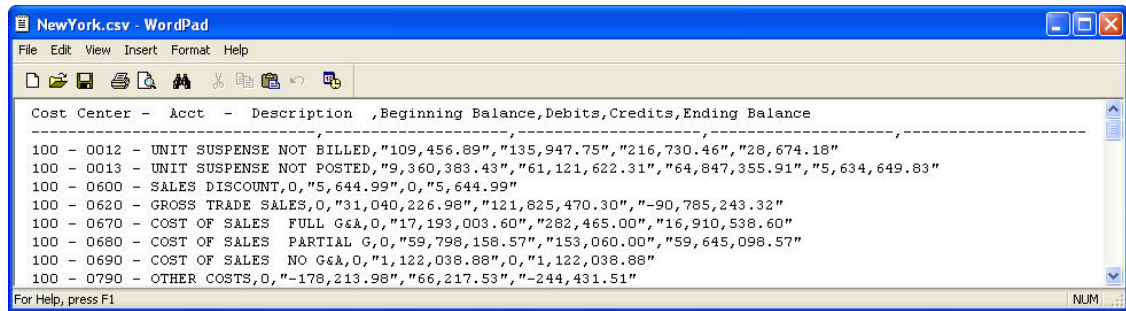 NewYork.csv - WordPad
File Edit View Insert Format Help
Cost Center - Acct - Description ,Beginning Balance,Debits,Credits,Ending Balance
--------------------------------,----------------------,---------------------,---------------------,---------------------
100 - 0012 - UNIT SUSPENSE NOT BILLED,"109,456.89","135,947.75","216,730.46","28,674.18"
100 - 0013 - UNIT SUSPENSE NOT POSTED,"9,360,383.43","61,121,622.31","64,847,355.91","5,634,649.83"
100 - 0600 - SALES DISCOUNT,0,"5,644.99",0,"5,644.99"
100 - 0620 - GROSS TRADE SALES,0,"31,040,226.98","121,825,470.30","-90,785,243.32"
100 - 0670 - COST OF SALES  FULL G&A,0,"17,193,003.60","282,465.00","16,910,538.60"
100 - 0680 - COST OF SALES  PARTIAL G,0,"59,798,158.57","153,060.00","59,645,098.57"
100 - 0690 - COST OF SALES  NO G&A,0,"1,122,038.88",0,"1,122,038.88"
100 - 0790 - OTHER COSTS,0,"-178,213.98","66,217.53","-244,431.51"
For Help, press F1
NUM